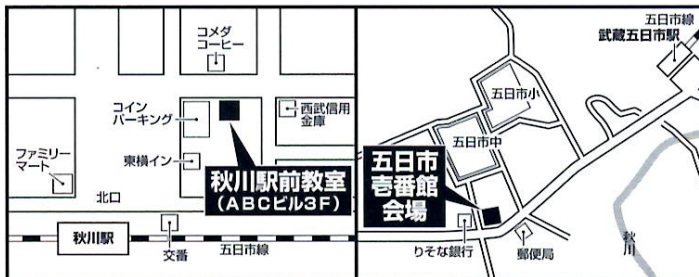 コメダ
コーヒー
コイン
パーキング
西武信用
金庫
ファミリー
マート
東横イン
秋川駅前教室
(ABCビル3F)
北口
秋川駅
交番
五日市線
五日市線
武蔵五日市駅
五日市小
五日市中
五日市
壱番館
会場
りそな銀行
郵便局
秋川